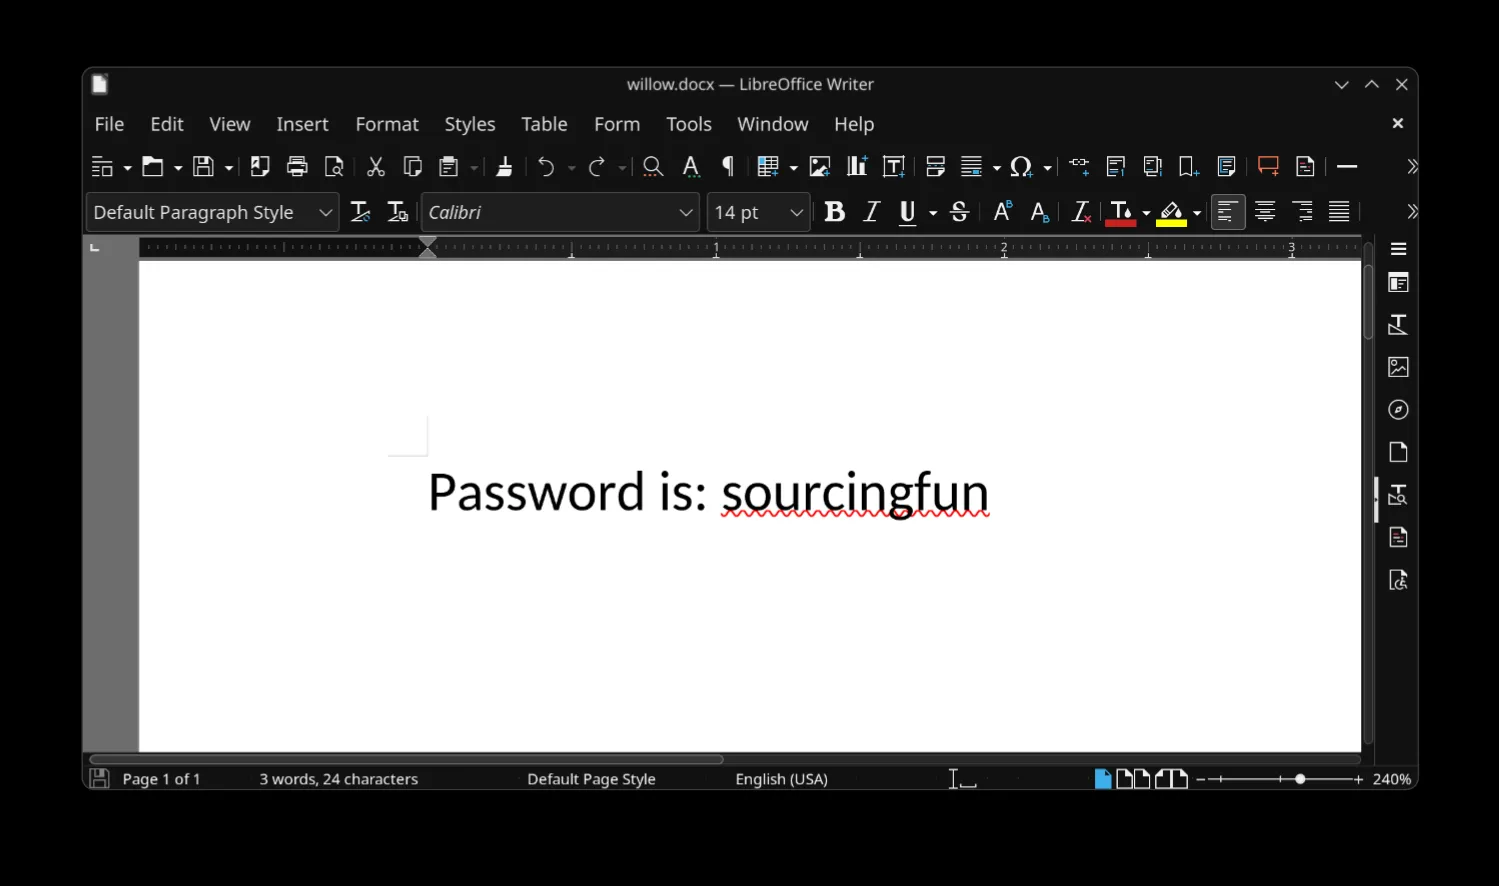 willow.docx — LibreOffice Writer
File Edit View Insert Format Styles Table Form Tools Window Help
Default Paragraph Style Calibri 14 pt
1 2 3
Password is: sourcingfun
Page 1 of 1 3 words, 24 characters Default Page Style English (USA) 240%